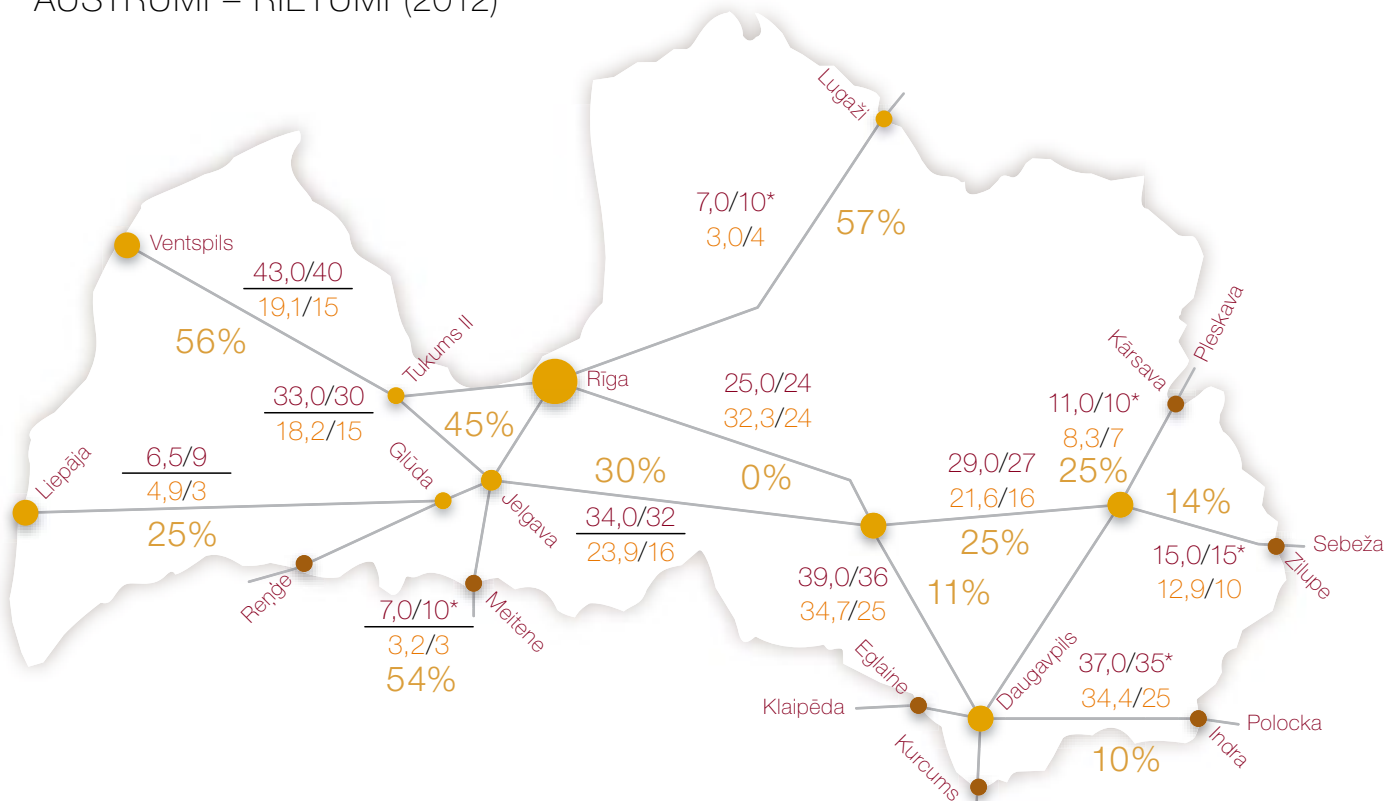 AUSTRUMI – RIETUMI (2012)
Lugaži
7,0/10*
3,0/4
57%
Ventspils
43,0/40
19,1/15
56%
Tukums II
Rīga
Pleskava
Kārsava
33,0/30
18,2/15
45%
25,0/24
32,3/24
0%
11,0/10*
8,3/7
25%
Liepāja
6,5/9
4,9/3
25%
Glūda
Jelgava
30%
34,0/32
23,9/16
29,0/27
21,6/16
25%
14%
15,0/15*
12,9/10
Sebeža
Zilupe
Reņģe
Meitene
7,0/10*
3,2/3
54%
39,0/36
34,7/25
11%
Eglaine
Klaipēda
Daugavpils
37,0/35*
34,4/25
10%
Polocka
Indra
Kurcums